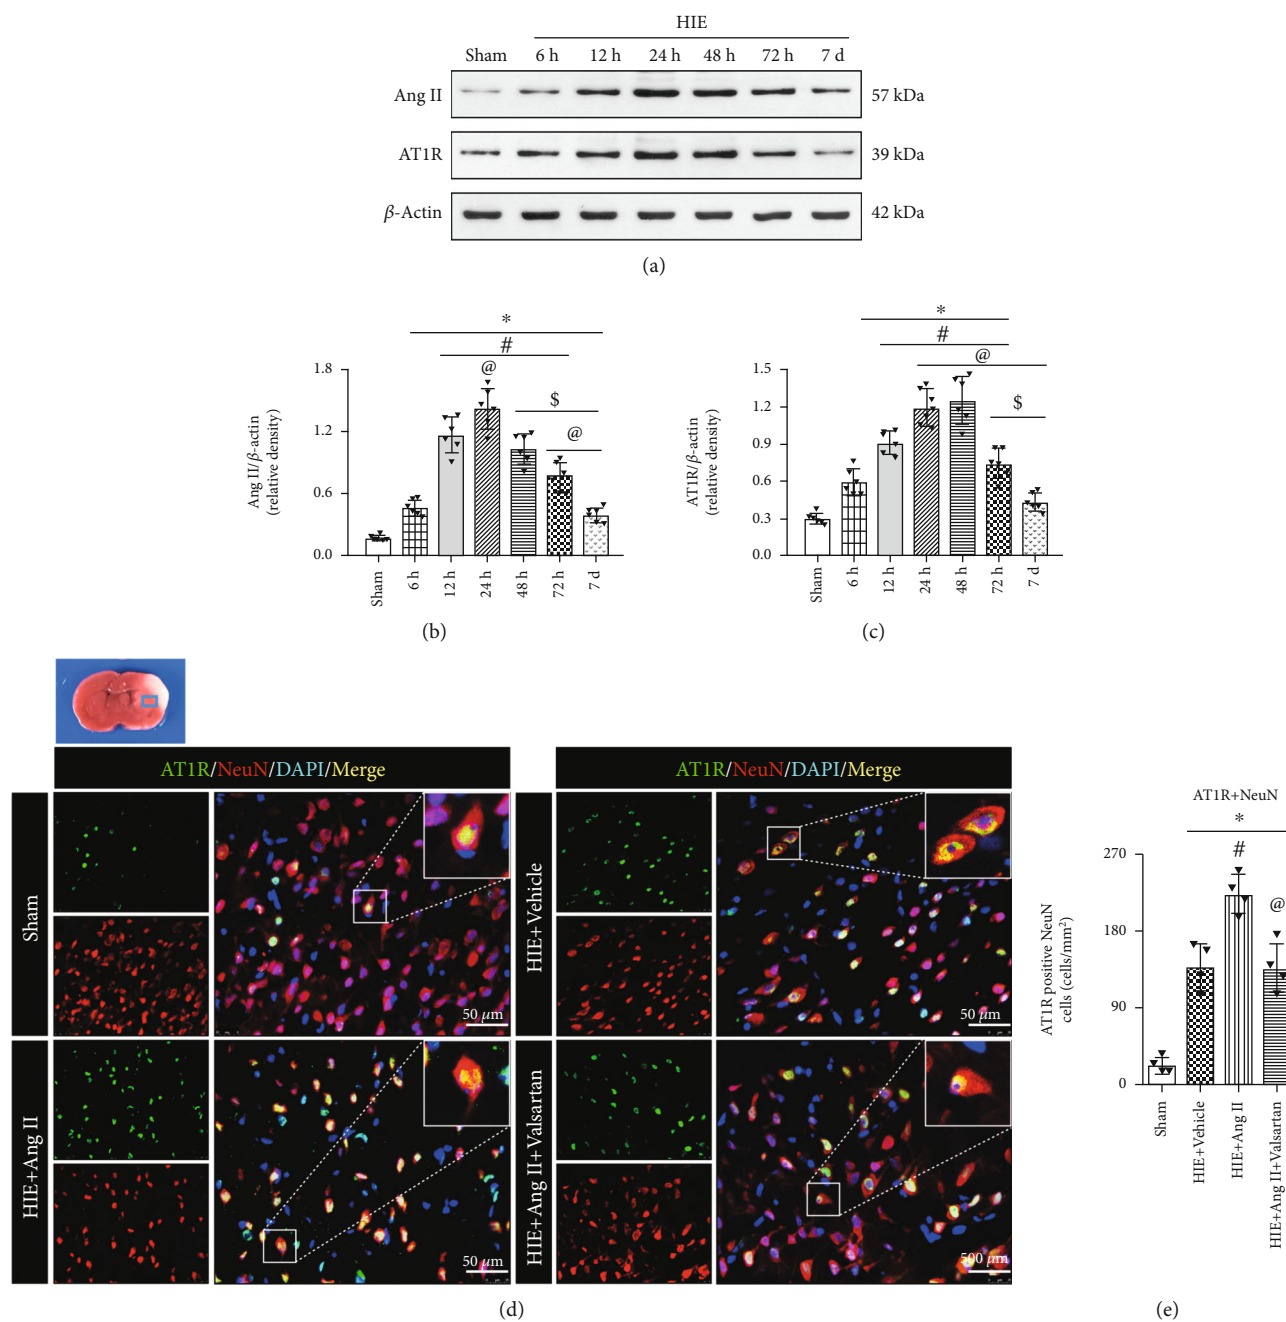 HIE
Sham 6 h 12 h 24 h 48 h 72 h 7 d
Ang II 57 kDa
AT1R 39 kDa
β-Actin 42 kDa
(a)
*
#
@
$
@
1.8
1.2
0.6
0.0
Ang II/β-actin
(relative density)
Sham
6 h
12 h
24 h
48 h
72 h
7 d
(b)
*
#
@
$
1.5
1.2
0.9
0.6
0.3
0.0
AT1R/β-actin
(relative density)
Sham
6 h
12 h
24 h
48 h
72 h
7 d
(c)
AT1R/NeuN/DAPI/Merge
AT1R/NeuN/DAPI/Merge
Sham
50 μm
HIE+Vehicle
50 μm
HIE+Ang II
50 μm
HIE+Ang II+Valsartan
500 μm
(d)
AT1R+NeuN
*
#
@
270
180
90
0
AT1R positive NeuN
cells (cells/mm²)
Sham
HIE+Vehicle
HIE+Ang II
HIE+Ang II+Valsartan
(e)